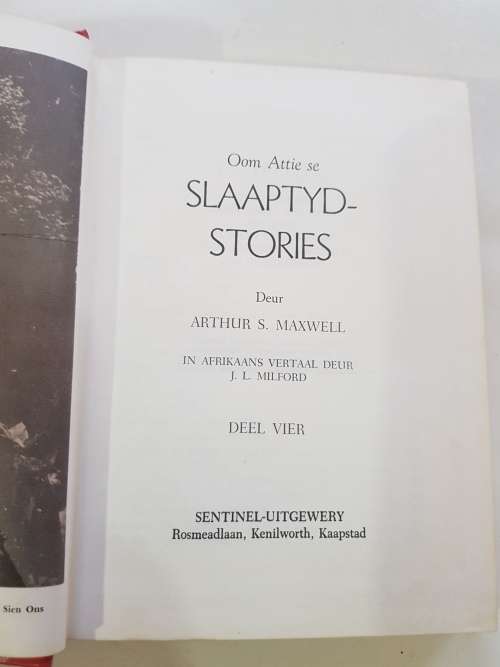 Oom Attie se
SLAAPTYD-
STORIES
Deur
ARTHUR S. MAXWELL
IN AFRIKAANS VERTAAL DEUR
J. L. MILFORD
DEEL VIER
SENTINEL-UITGEWERY
Rosmeadlaan, Kenilworth, Kaapstad
Sien Ons